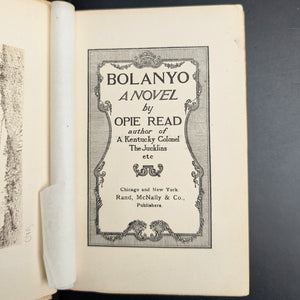 BOLANYO
A NOVEL
by
OPIE READ
author of
A Kentucky Colonel
The Jucklins
etc
Chicago and New York
Rand, McNally & Co.,
Publishers.